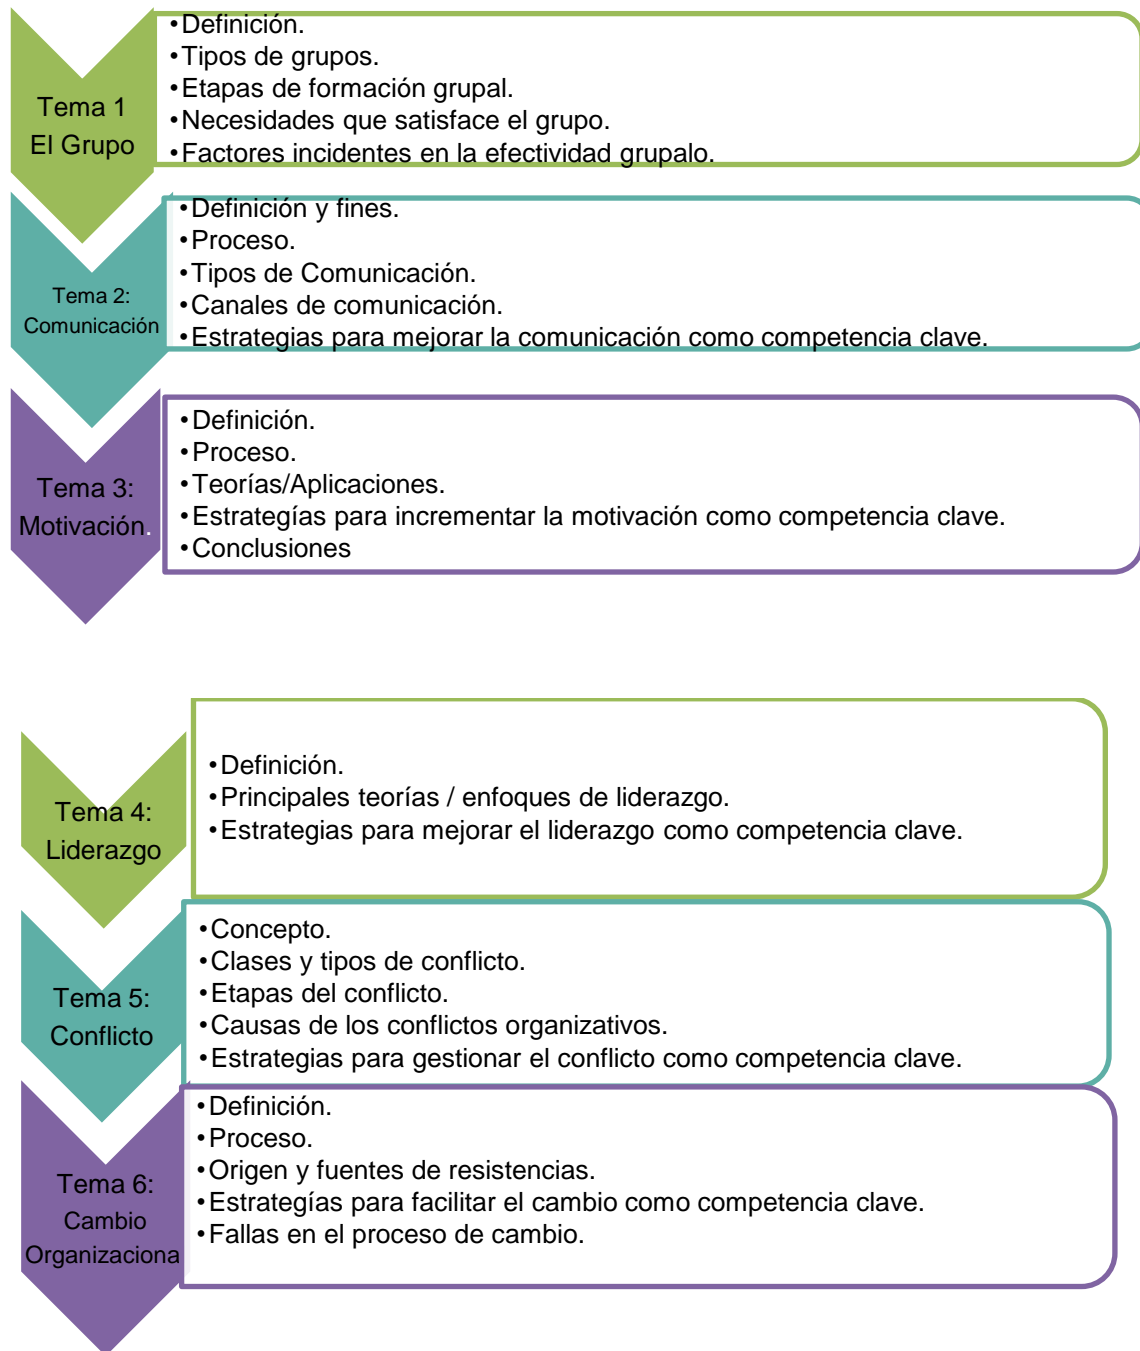 Tema 1
El Grupo
•Definición.
•Tipos de grupos.
•Etapas de formación grupal.
•Necesidades que satisface el grupo.
•Factores incidentes en la efectividad grupalo.
Tema 2:
Comunicación
•Definición y fines.
•Proceso.
•Tipos de Comunicación.
•Canales de comunicación.
•Estrategias para mejorar la comunicación como competencia clave.
Tema 3:
Motivación.
•Definición.
•Proceso.
•Teorías/Aplicaciones.
•Estrategías para incrementar la motivación como competencia clave.
•Conclusiones
Tema 4:
Liderazgo
•Definición.
•Principales teorías / enfoques de liderazgo.
•Estrategias para mejorar el liderazgo como competencia clave.
Tema 5:
Conflicto
•Concepto.
•Clases y tipos de conflicto.
•Etapas del conflicto.
•Causas de los conflictos organizativos.
•Estrategias para gestionar el conflicto como competencia clave.
Tema 6:
Cambio
Organizaciona
•Definición.
•Proceso.
•Origen y fuentes de resistencias.
•Estrategías para facilitar el cambio como competencia clave.
•Fallas en el proceso de cambio.